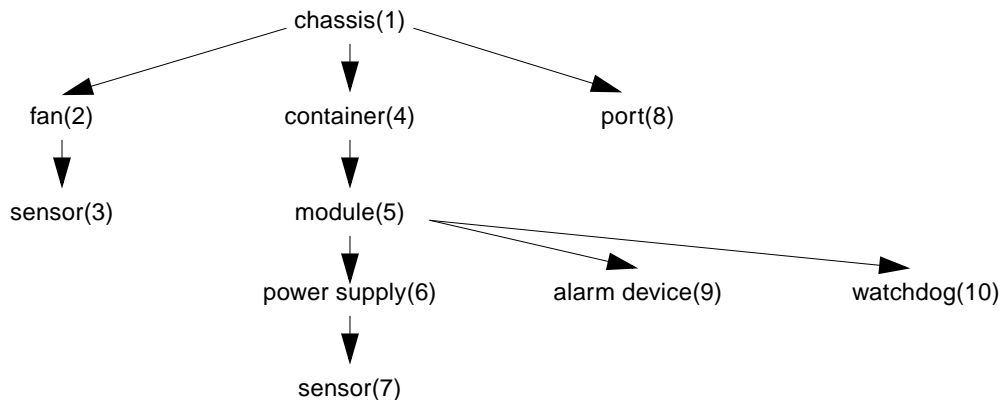 chassis(1)
fan(2)
container(4)
port(8)
sensor(3)
module(5)
power supply(6)
alarm device(9)
watchdog(10)
sensor(7)